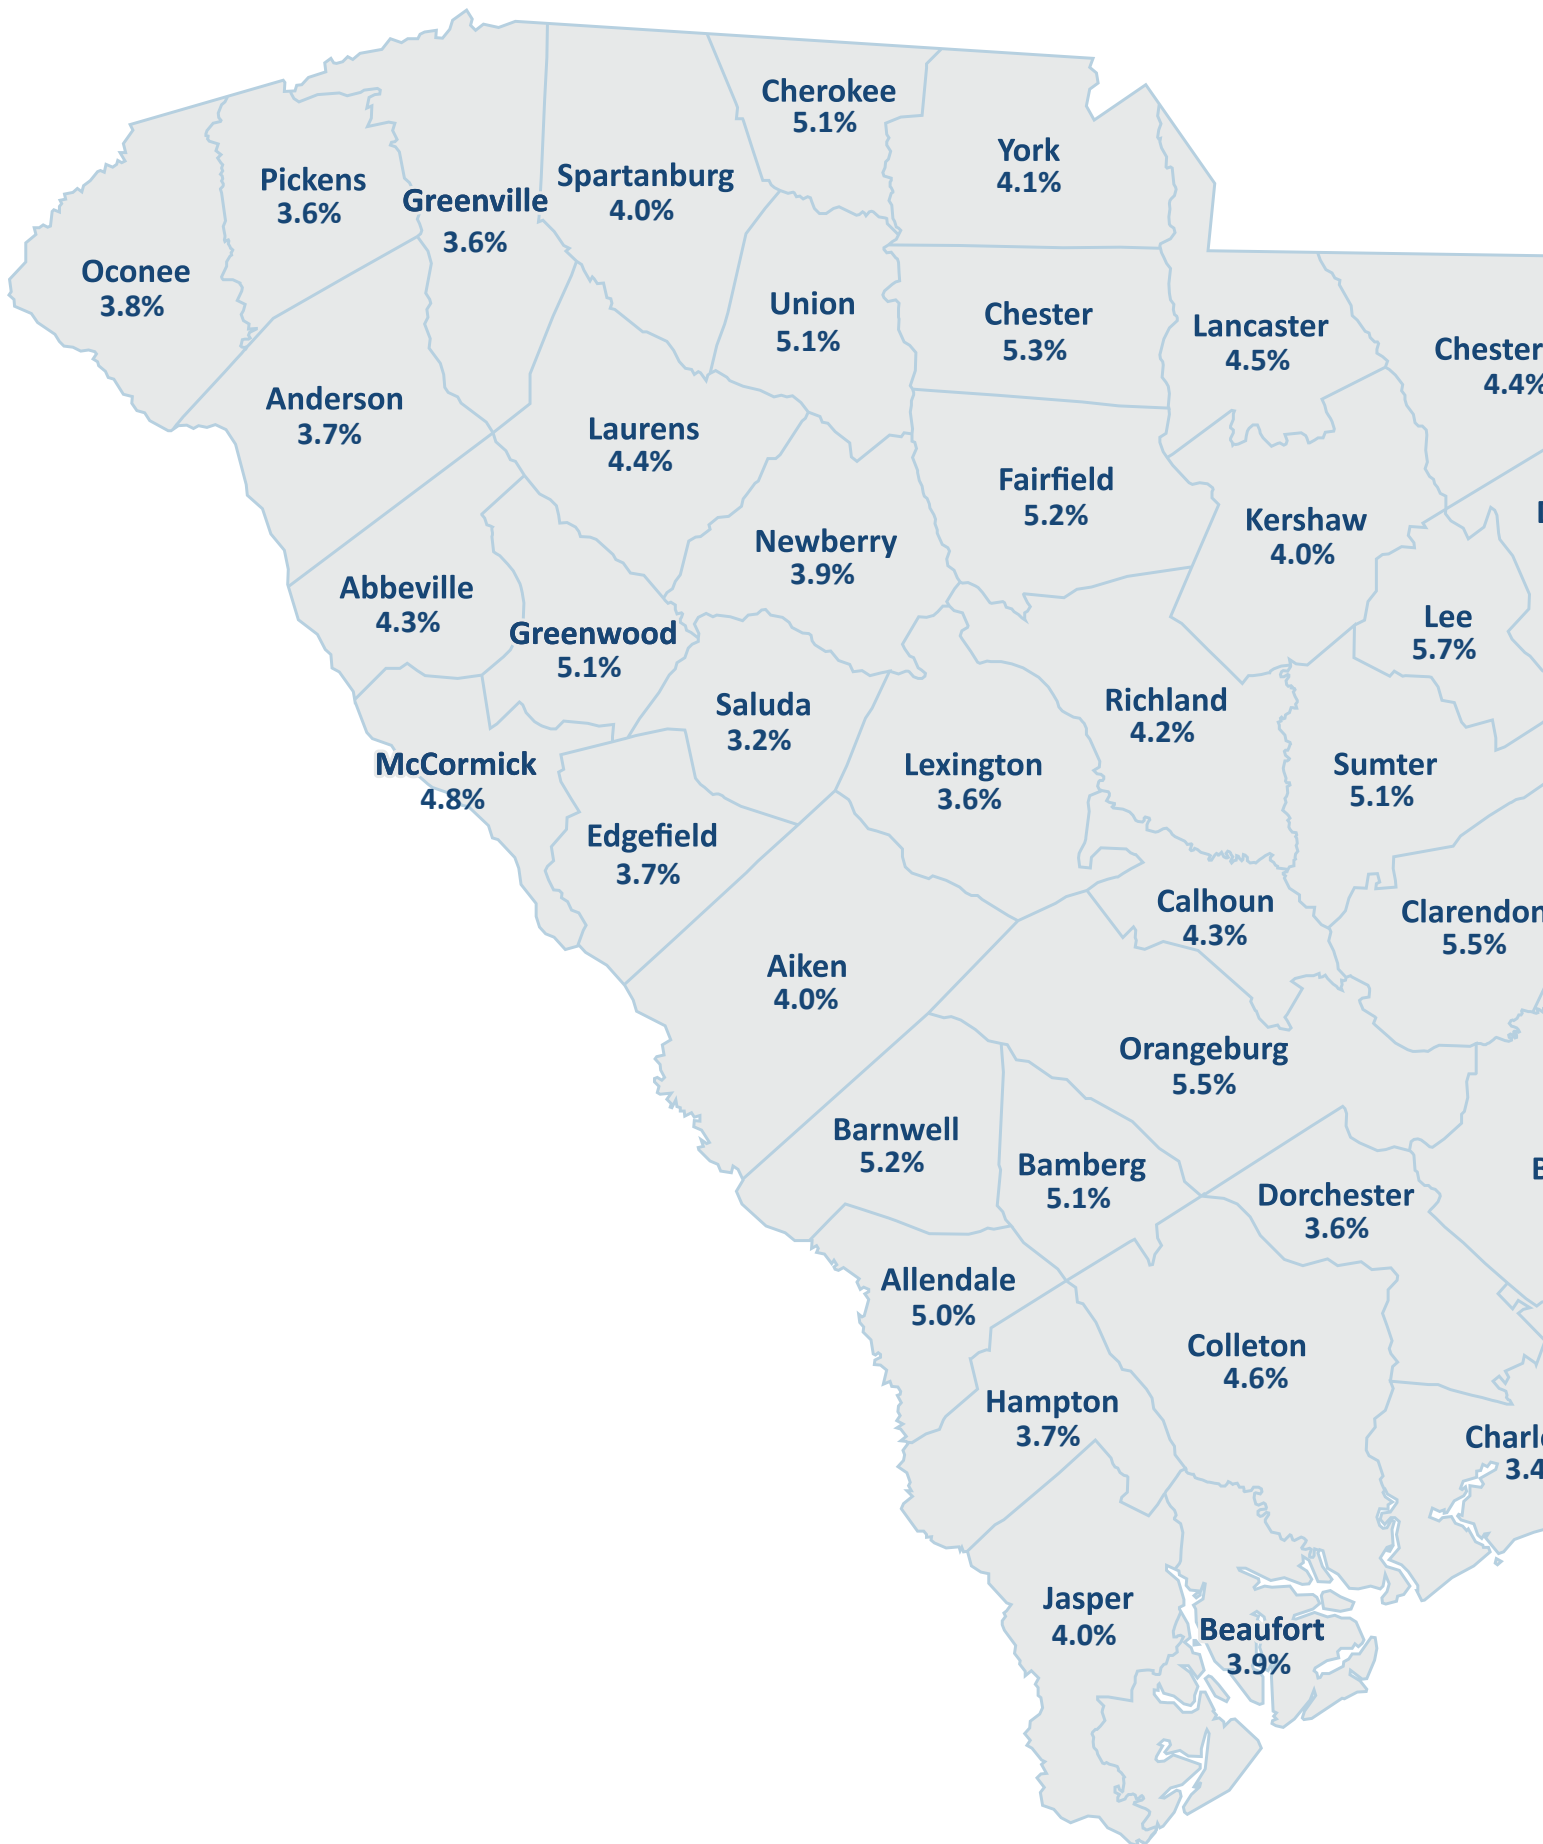 Cherokee
5.1%
York
4.1%
Pickens
3.6%
Greenville
3.6%
Spartanburg
4.0%
Oconee
3.8%
Union
5.1%
Chester
5.3%
Lancaster
4.5%
Chester
4.4%
Anderson
3.7%
Laurens
4.4%
Fairfield
5.2%
Kershaw
4.0%
Newberry
3.9%
Abbeville
4.3%
Greenwood
5.1%
Lee
5.7%
Saluda
3.2%
Richland
4.2%
McCormick
4.8%
Lexington
3.6%
Sumter
5.1%
Edgefield
3.7%
Calhoun
4.3%
Clarendon
5.5%
Aiken
4.0%
Orangeburg
5.5%
Barnwell
5.2%
Bamberg
5.1%
Dorchester
3.6%
Allendale
5.0%
Colleton
4.6%
Hampton
3.7%
Charl
3.4
Jasper
4.0%
Beaufort
3.9%